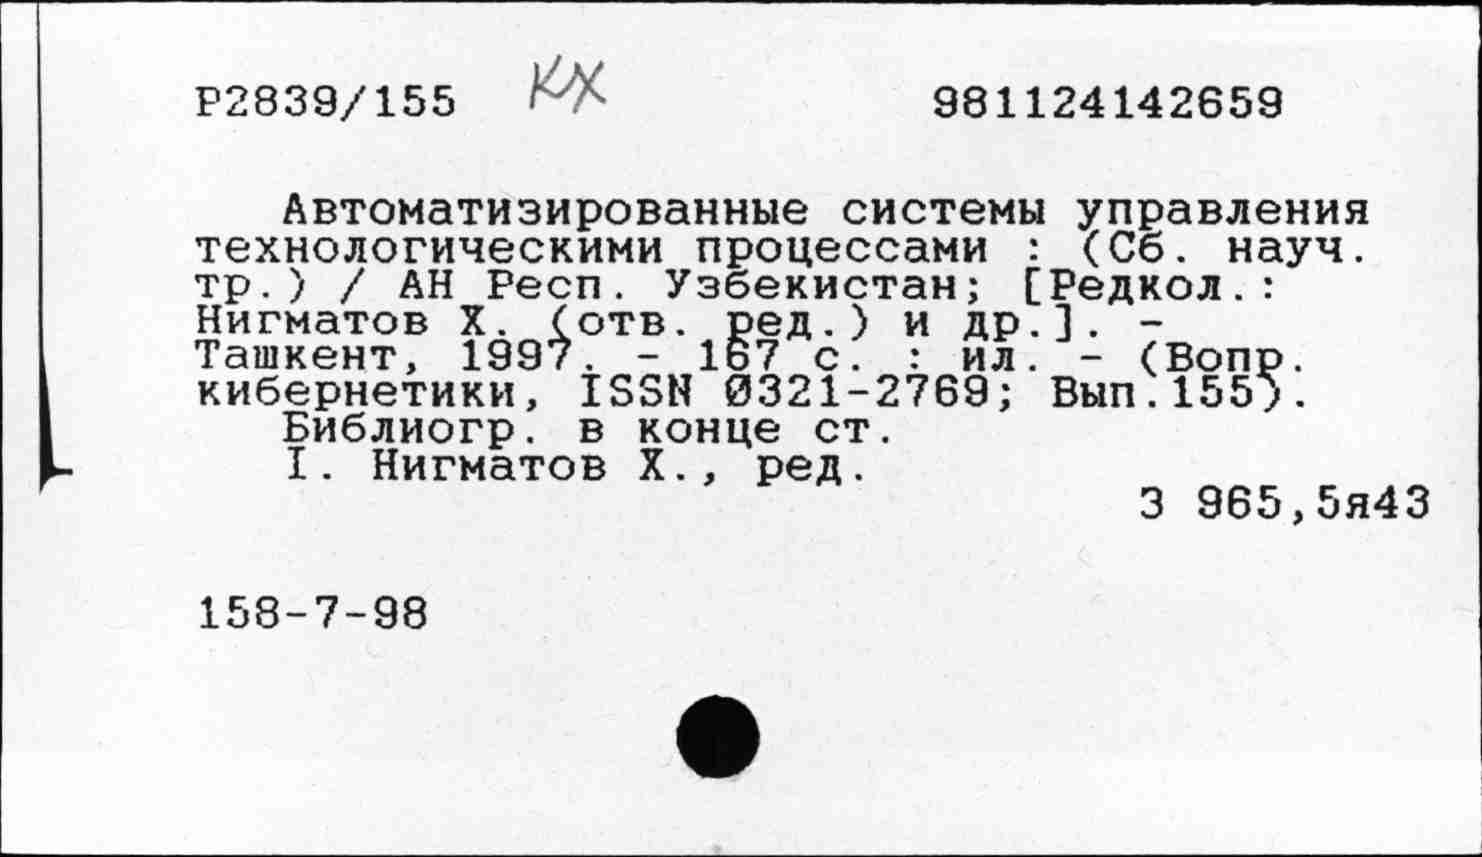 Р2839/155 КХ 981124142659
Автоматизированные системы управления
технологическими процессами : (Сб. науч.
тр.) / АН Респ. Узбекистан; [Редкол.:
Нигматов Х. (отв. ред.) и др.]. -
Ташкент, 1997. - 167 с. : ил. - (Вопр.
кибернетики, ISSN 0321-2769; Вып.155).
Библиогр. в конце ст.
I. Нигматов Х., ред.
З 965,5я43
158-7-98